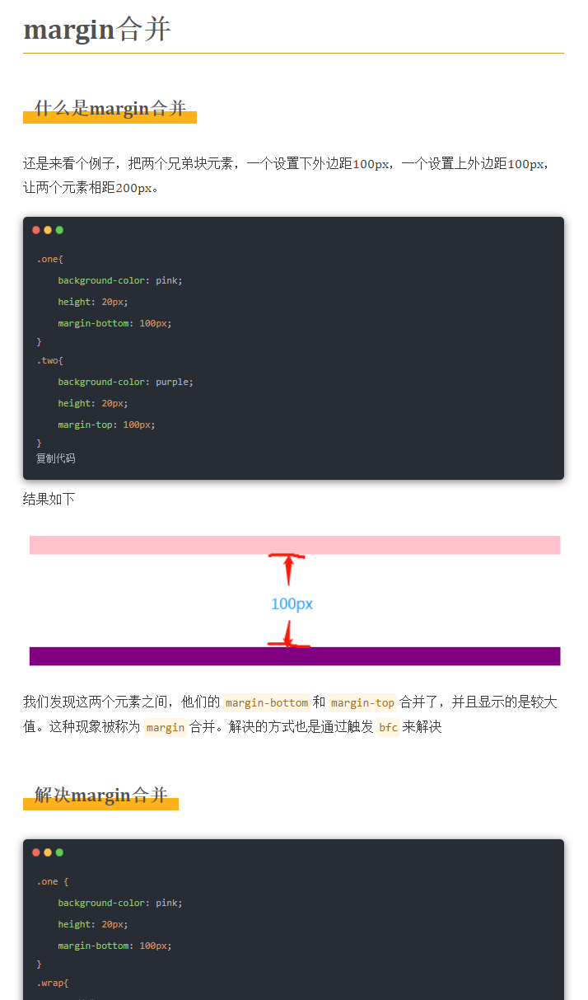 margin合并
什么是margin合并
还是来看个例子，把两个兄弟块元素，一个设置下外边距100px，一个设置上外边距100px，
让两个元素相距200px。
.one{
    background-color: pink;
    height: 20px;
    margin-bottom: 100px;
}
.two{
    background-color: purple;
    height: 20px;
    margin-top: 100px;
}
复制代码
结果如下
100px
我们发现这两个元素之间，他们的 margin-bottom 和 margin-top 合并了，并且显示的是较大
值。这种现象被称为 margin 合并。解决的方式也是通过触发 bfc 来解决
解决margin合并
.one {
    background-color: pink;
    height: 20px;
    margin-bottom: 100px;
}
.wrap{